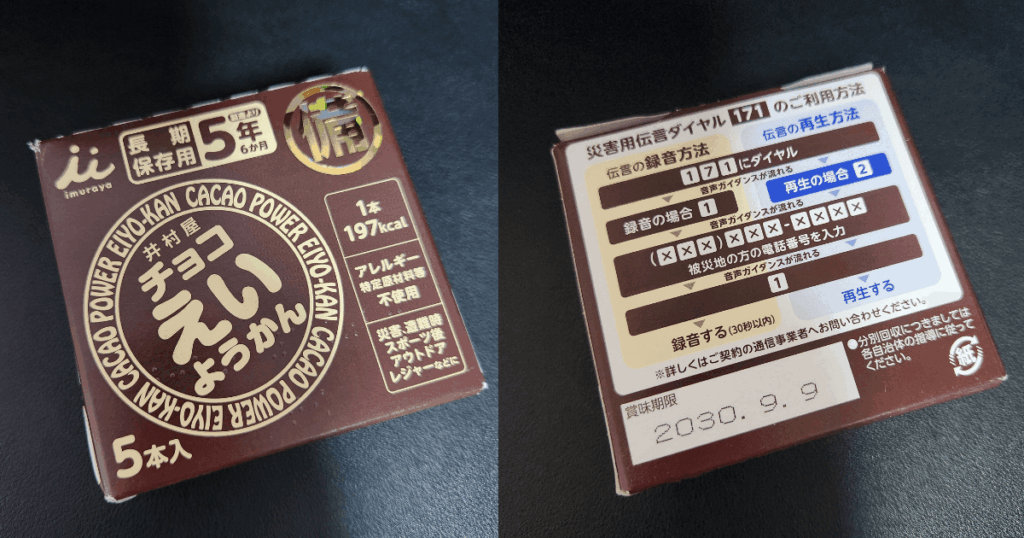 imuraya
長期
保存用
製造より
5年
6か月
備
CACAO POWER EIYO-KAN CACAO POWER EIYO-KAN CACAO POWER EIYO-KAN
井村屋
チョコ
えい
ようかん
1本
197kcal
アレルギー
特定原材料等
不使用
災害、避難時
スポーツ後
アウトドア
レジャーなどに
5本入
災害用伝言ダイヤル 171 のご利用方法
伝言の録音方法
伝言の再生方法
171にダイヤル
音声ガイダンスが流れる
録音の場合 1
再生の場合 2
音声ガイダンスが流れる
(×××)×××-××××
被災地の方の電話番号を入力
音声ガイダンスが流れる
1
録音する(30秒以内)
再生する
※詳しくはご契約の通信事業者へお問い合わせください。
●分別回収につきましては
各自治体の指導に従って
ください。
紙
賞味期限
2030.9.9